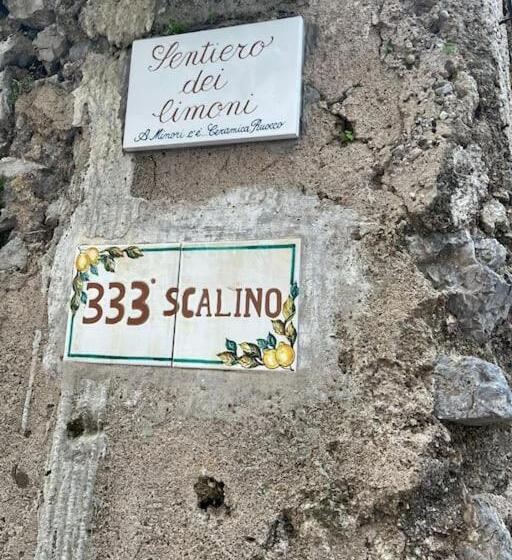 Sentiero
dei
limoni
A Minori c'é Ceramica Ruocco
333° SCALINO